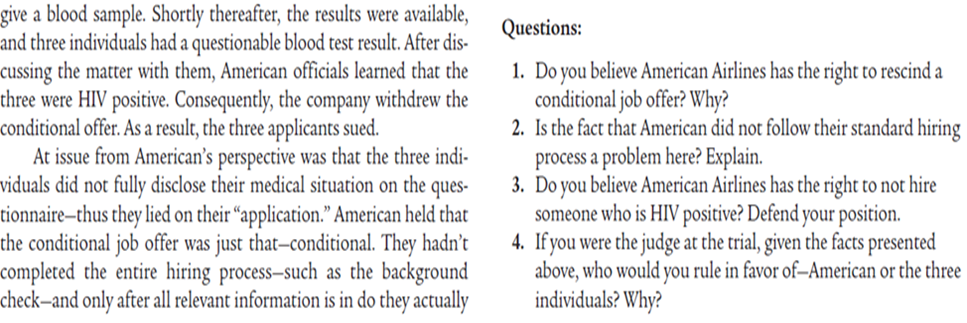 give a blood sample. Shortly thereafter, the results were available,
and three individuals had a questionable blood test result. After dis-
cussing the matter with them, American officials learned that the
three were HIV positive. Consequently, the company withdrew the
conditional offer. As a result, the three applicants sued.
At issue from American’s perspective was that the three indi-
viduals did not fully disclose their medical situation on the ques-
tionnaire—thus they lied on their “application.” American held that
the conditional job offer was just that—conditional. They hadn’t
completed the entire hiring process—such as the background
check—and only after all relevant information is in do they actually
Questions:
1. Do you believe American Airlines has the right to rescind a
conditional job offer? Why?
2. Is the fact that American did not follow their standard hiring
process a problem here? Explain.
3. Do you believe American Airlines has the right to not hire
someone who is HIV positive? Defend your position.
4. If you were the judge at the trial, given the facts presented
above, who would you rule in favor of—American or the three
individuals? Why?